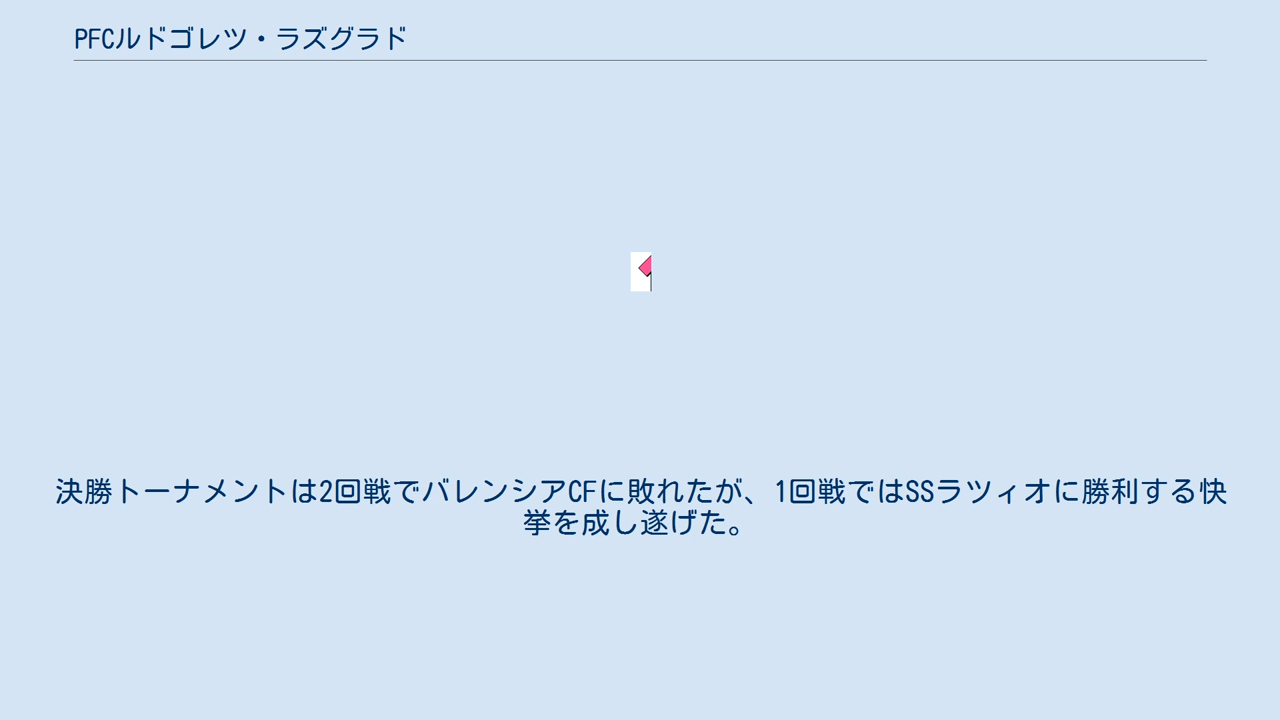 PFCルドゴレツ・ラズグラド
決勝トーナメントは2回戦でバレンシアCFに敗れたが、1回戦ではSSラツィオに勝利する快
挙を成し遂げた。